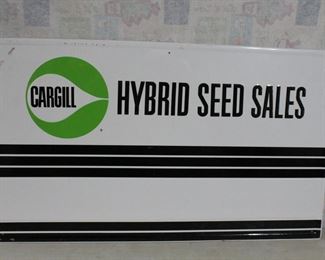 CARGILL HYBRID SEED SALES